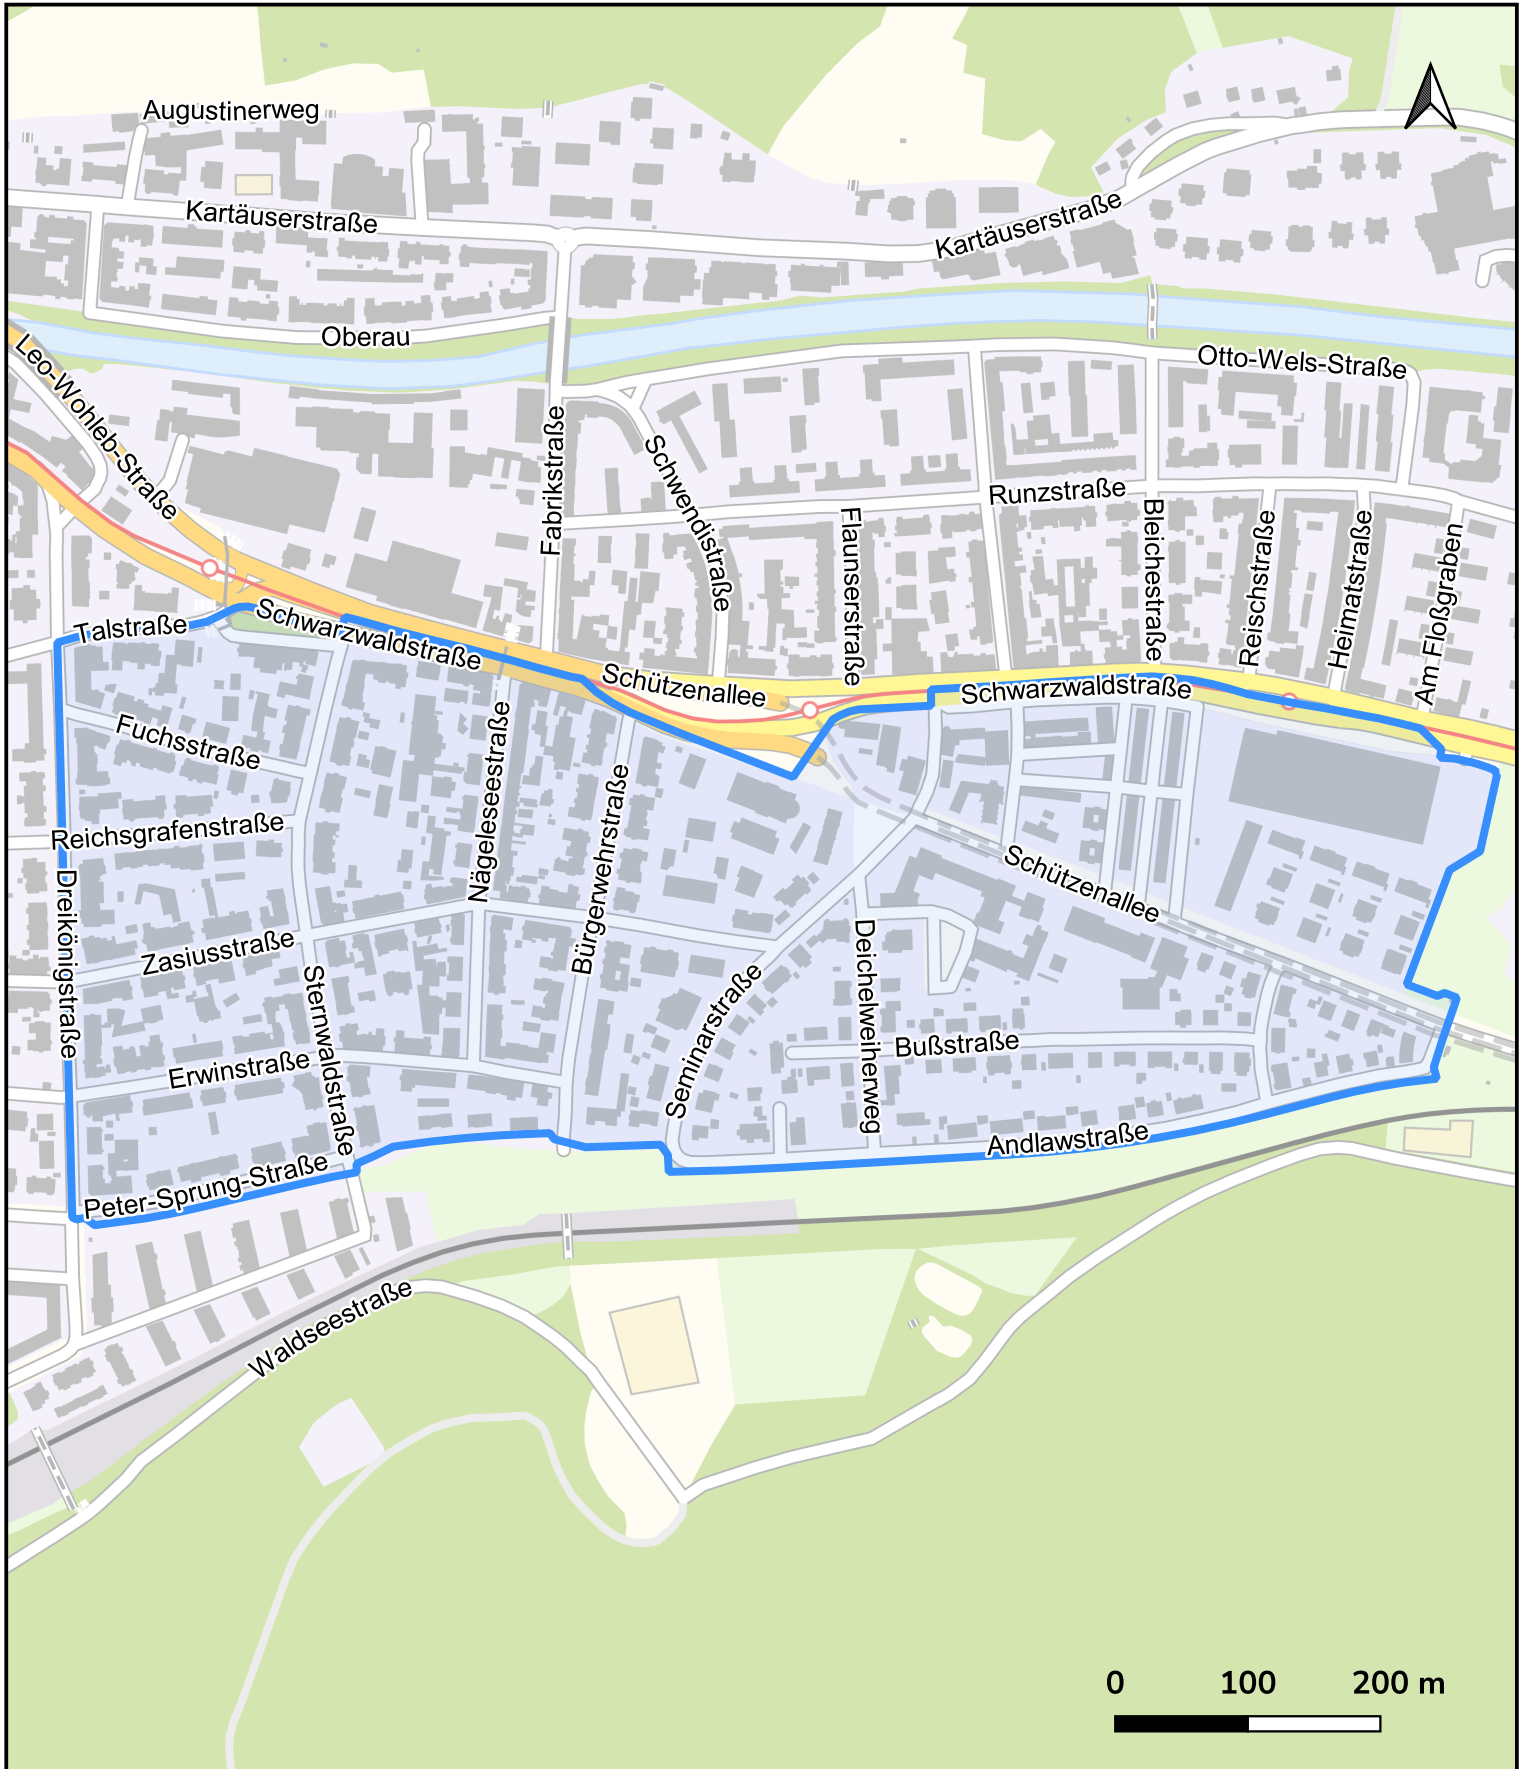 Augustinerweg
Kartäuserstraße
Kartäuserstraße
Oberau
Otto-Wels-Straße
Leo-Wohleb-Straße
Fabrikstraße
Schwendistraße
Runzstraße
Flaunserstraße
Bleichestraße
Reischstraße
Heimatstraße
Am Floßgraben
Talstraße
Schwarzwaldstraße
Schützenallee
Schwarzwaldstraße
Fuchsstraße
Nägeleseestraße
Bürgerwehrstraße
Reichsgrafenstraße
Schützenallee
Dreikönigstraße
Zasiusstraße
Sternwaldstraße
Seminarstraße
Deichelweiherweg
Bußstraße
Erwinstraße
Andlawstraße
Peter-Sprung-Straße
Waldseestraße
0 100 200 m